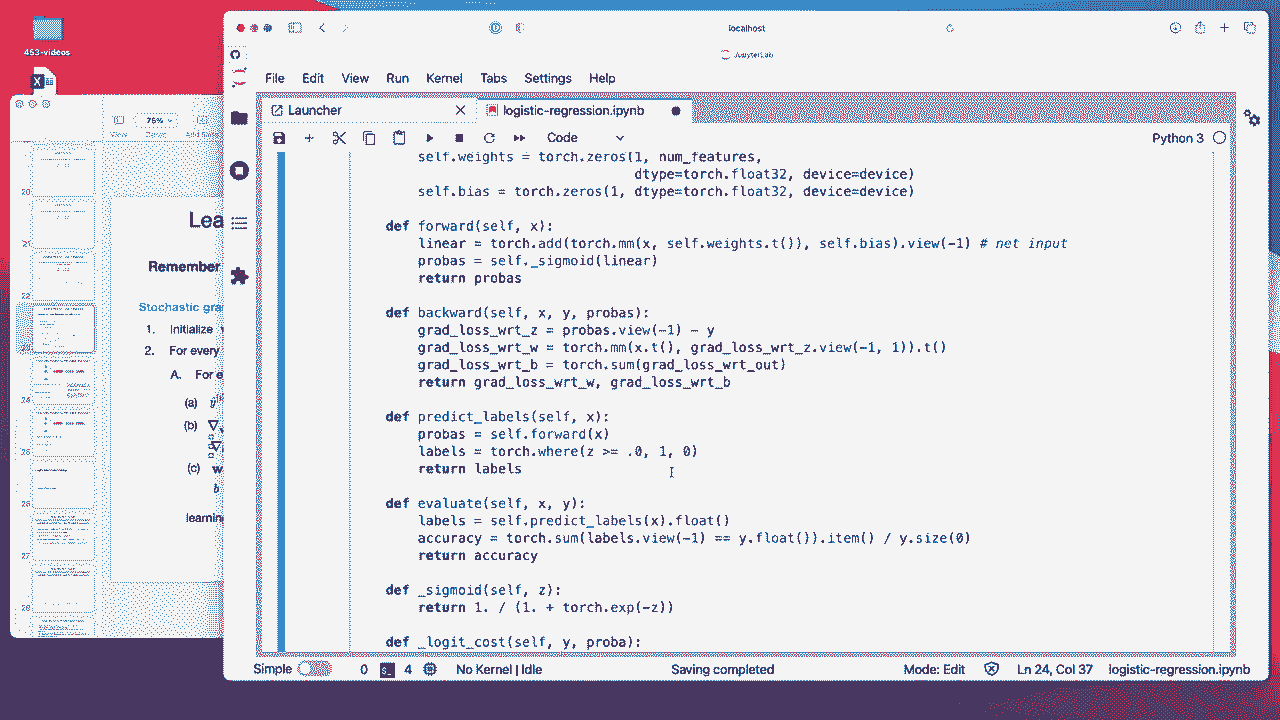 453-videos
localhost
JupyterLab
File Edit View Run Kernel Tabs Settings Help
Launcher
logistic-regression.ipynb
Code
Python 3
75%
View
Zoom
self.weights = torch.zeros(1, num_features,
dtype=torch.float32, device=device)
self.bias = torch.zeros(1, dtype=torch.float32, device=device)
def forward(self, x):
linear = torch.add(torch.mm(x, self.weights.t()), self.bias).view(-1) # net input
probas = self._sigmoid(linear)
return probas
def backward(self, x, y, probas):
grad_loss_wrt_z = probas.view(-1) - y
grad_loss_wrt_w = torch.mm(x.t(), grad_loss_wrt_z.view(-1, 1)).t()
grad_loss_wrt_b = torch.sum(grad_loss_wrt_out)
return grad_loss_wrt_w, grad_loss_wrt_b
def predict_labels(self, x):
probas = self.forward(x)
labels = torch.where(z >= .0, 1, 0)
return labels
def evaluate(self, x, y):
labels = self.predict_labels(x).float()
accuracy = torch.sum(labels.view(-1) == y.float()).item() / y.size(0)
return accuracy
def _sigmoid(self, z):
return 1. / (1. + torch.exp(-z))
def _logit_cost(self, y, proba):
Lea
Remember
Stochastic gra
1. Initialize
2. For every
A. For e
(a) ŷ
(b) ∇
∇
(c) w
b
learnin
20
22
24
Simple 0 4 No Kernel | Idle Saving completed Mode: Edit Ln 24, Col 37 logistic-regression.ipynb